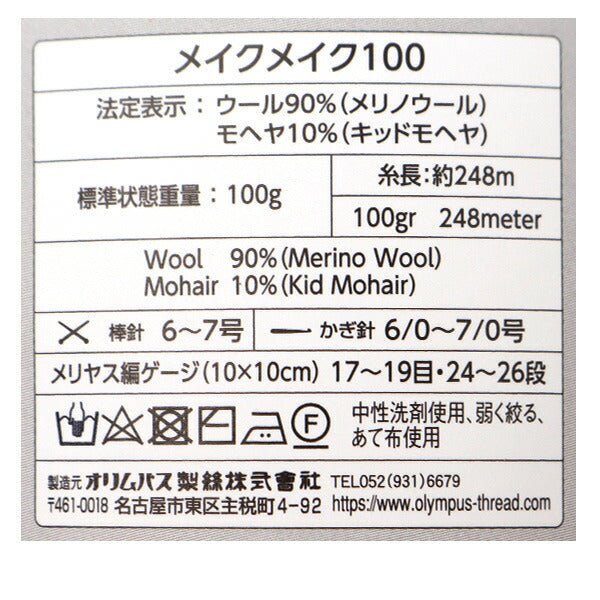 メイクメイク100
法定表示：ウール90%(メリノウール)
モヘヤ10%(キッドモヘヤ)
標準状態重量：100g
糸長：約248m
100gr 248meter
Wool 90%(Merino Wool)
Mohair 10%(Kid Mohair)
棒針 6～7号
かぎ針 6/0～7/0号
メリヤス編ゲージ(10×10cm) 17～19目・24～26段
F
中性洗剤使用、弱く絞る、
あて布使用
製造元 オリムパス製絲株式会社 TEL052(931)6679
〒461-0018 名古屋市東区主税町4-92 https://www.olympus-thread.com